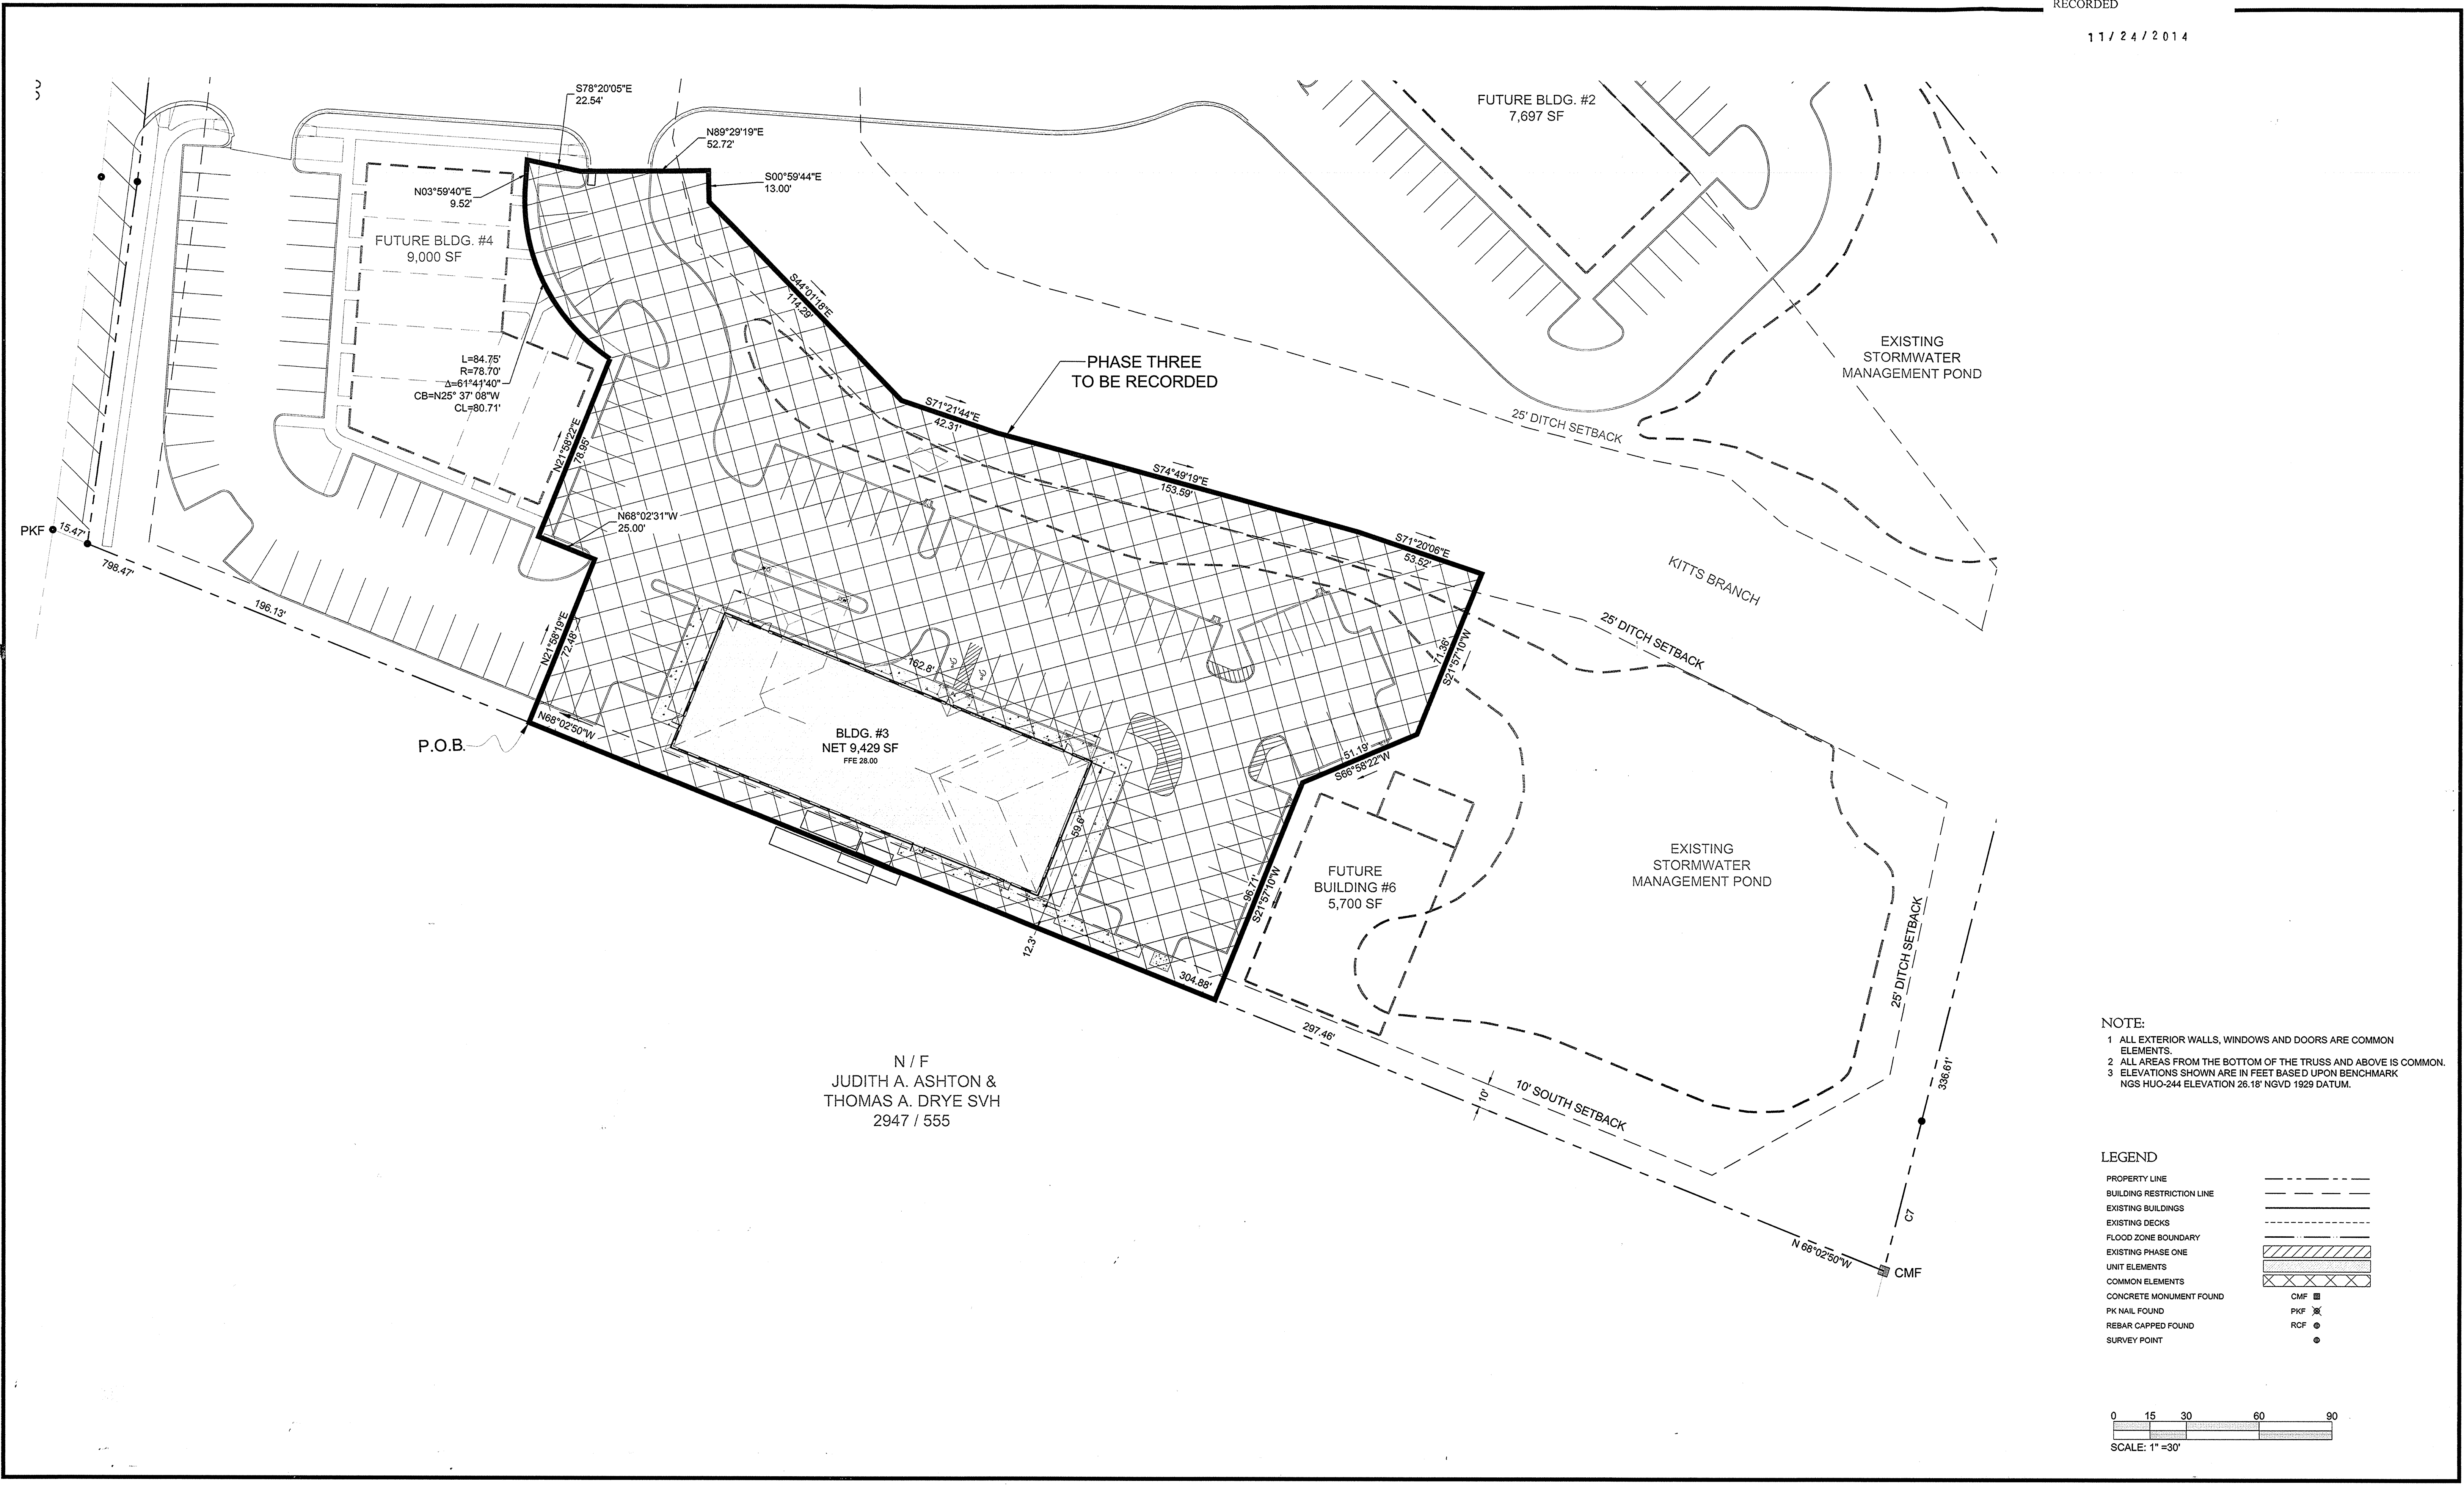 RECORDED
11/24/2014
S78°20'05"E
22.54'
N89°29'19"E
52.72'
S00°59'44"E
13.00'
N03°59'40"E
9.52'
FUTURE BLDG. #4
9,000 SF
FUTURE BLDG. #2
7,697 SF
S44°01'18"E
114.29'
L=84.75'
R=78.70'
Δ=61°41'40"
CB=N25° 37' 08"W
CL=80.71'
PHASE THREE
TO BE RECORDED
EXISTING
STORMWATER
MANAGEMENT POND
S71°21'44"E
42.31'
25' DITCH SETBACK
N21°58'22"E
78.95'
S74°49'19"E
153.59'
N68°02'31"W
25.00'
PKF
15.47'
798.47'
S71°20'06"E
53.52'
KITTS BRANCH
196.13'
N21°58'19"E
72.48'
25' DITCH SETBACK
162.8'
71.36'
S21°57'10"W
N68°02'50"W
P.O.B.
BLDG. #3
NET 9,429 SF
FFE 28.00
51.19'
S66°58'22"W
59.6'
FUTURE
BUILDING #6
5,700 SF
EXISTING
STORMWATER
MANAGEMENT POND
96.71'
S21°57'10"W
12.3'
304.88'
25' DITCH SETBACK
297.46'
N / F
JUDITH A. ASHTON &
THOMAS A. DRYE SVH
2947 / 555
10'
10' SOUTH SETBACK
336.61'
C7
N 68°02'50"W
CMF
NOTE:
1 ALL EXTERIOR WALLS, WINDOWS AND DOORS ARE COMMON
ELEMENTS.
2 ALL AREAS FROM THE BOTTOM OF THE TRUSS AND ABOVE IS COMMON.
3 ELEVATIONS SHOWN ARE IN FEET BASED UPON BENCHMARK
NGS HUO-244 ELEVATION 26.18' NGVD 1929 DATUM.
LEGEND
PROPERTY LINE
BUILDING RESTRICTION LINE
EXISTING BUILDINGS
EXISTING DECKS
FLOOD ZONE BOUNDARY
EXISTING PHASE ONE
UNIT ELEMENTS
COMMON ELEMENTS
CONCRETE MONUMENT FOUND CMF
PK NAIL FOUND PKF
REBAR CAPPED FOUND RCF
SURVEY POINT
0 15 30 60 90
SCALE: 1" =30'